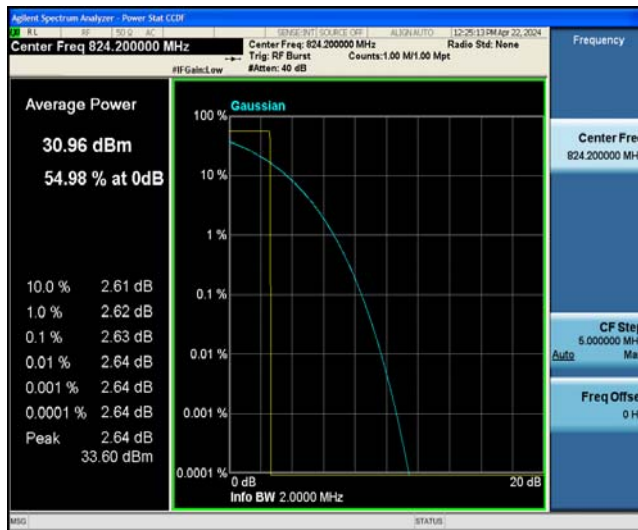 Agilent Spectrum Analyzer - Power Stat CCDF
RL RF 50 Ω AC SENSE:INT SOURCE OFF ALIGN AUTO 12:25:13 PM Apr 22, 2024
Center Freq 824.200000 MHz
Center Freq: 824.200000 MHz Radio Std: None
Trig: RF Burst Counts:1.00 M/1.00 Mpt
#IFGain:Low #Atten: 40 dB
Frequency
Average Power
30.96 dBm
54.98 % at 0dB
10.0 % 2.61 dB
1.0 % 2.62 dB
0.1 % 2.63 dB
0.01 % 2.64 dB
0.001 % 2.64 dB
0.0001 % 2.64 dB
Peak 2.64 dB
33.60 dBm
Gaussian
100 %
10 %
1 %
0.1 %
0.01 %
0.001 %
0.0001 %
0 dB 20 dB
Info BW 2.0000 MHz
Center Fre
824.200000 MH
CF Step
5.000000 MH
Auto Ma
Freq Offse
0 H
MSG STATUS